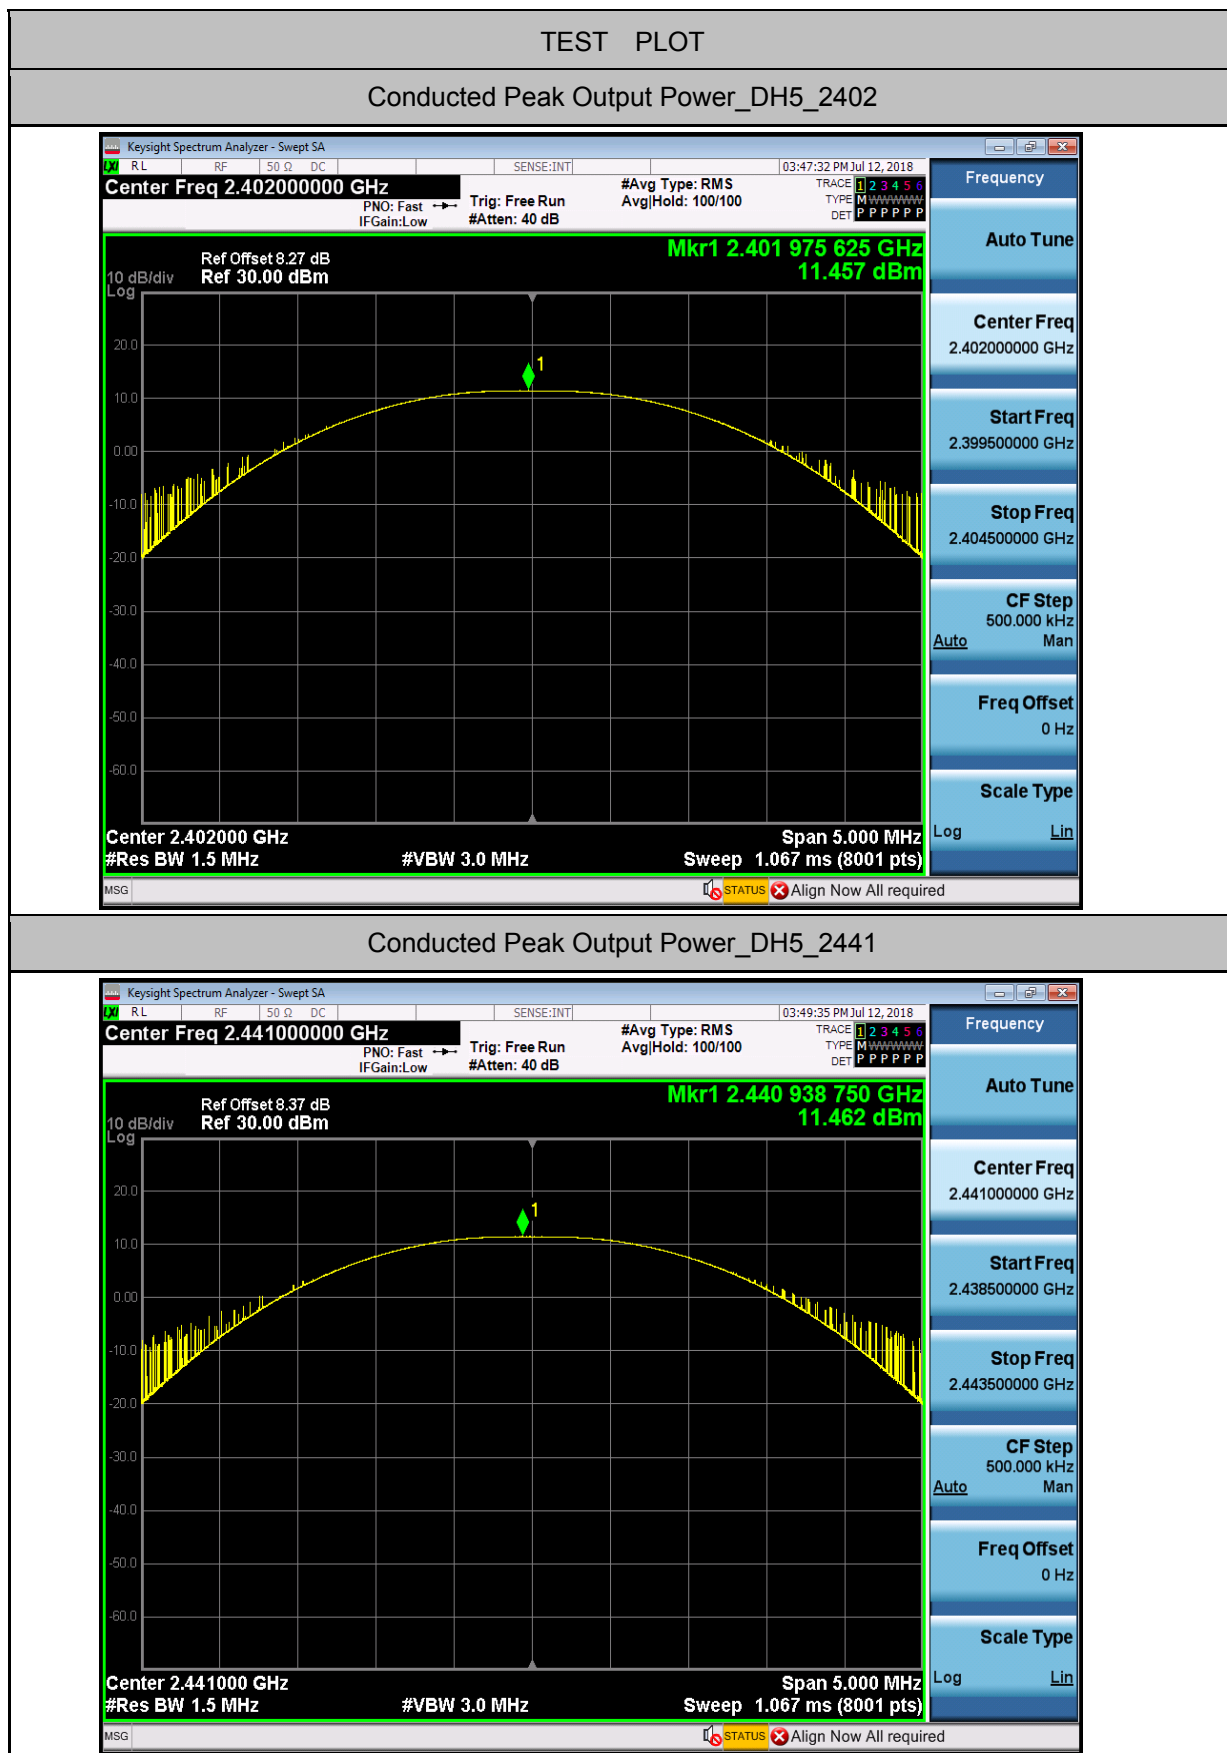 TEST PLOT
Conducted Peak Output Power_DH5_2402
Keysight Spectrum Analyzer - Swept SA
LXI RL RF 50 Ω DC SENSE:INT 03:47:32 PM Jul 12, 2018
Center Freq 2.402000000 GHz
PNO: Fast
IFGain:Low
Trig: Free Run
#Atten: 40 dB
#Avg Type: RMS
Avg|Hold: 100/100
TRACE 1 2 3 4 5 6
TYPE M WWWWW
DET P P P P P P
Mkr1 2.401 975 625 GHz
11.457 dBm
Ref Offset 8.27 dB
10 dB/div Ref 30.00 dBm
Log
20.0
10.0
0.00
-10.0
-20.0
-30.0
-40.0
-50.0
-60.0
1
Center 2.402000 GHz Span 5.000 MHz
#Res BW 1.5 MHz #VBW 3.0 MHz Sweep 1.067 ms (8001 pts)
MSG STATUS Align Now All required
Frequency
Auto Tune
Center Freq
2.402000000 GHz
Start Freq
2.399500000 GHz
Stop Freq
2.404500000 GHz
CF Step
500.000 kHz
Auto Man
Freq Offset
0 Hz
Scale Type
Log Lin
Conducted Peak Output Power_DH5_2441
Keysight Spectrum Analyzer - Swept SA
LXI RL RF 50 Ω DC SENSE:INT 03:49:35 PM Jul 12, 2018
Center Freq 2.441000000 GHz
PNO: Fast
IFGain:Low
Trig: Free Run
#Atten: 40 dB
#Avg Type: RMS
Avg|Hold: 100/100
TRACE 1 2 3 4 5 6
TYPE M WWWWW
DET P P P P P P
Mkr1 2.440 938 750 GHz
11.462 dBm
Ref Offset 8.37 dB
10 dB/div Ref 30.00 dBm
Log
20.0
10.0
0.00
-10.0
-20.0
-30.0
-40.0
-50.0
-60.0
1
Center 2.441000 GHz Span 5.000 MHz
#Res BW 1.5 MHz #VBW 3.0 MHz Sweep 1.067 ms (8001 pts)
MSG STATUS Align Now All required
Frequency
Auto Tune
Center Freq
2.441000000 GHz
Start Freq
2.438500000 GHz
Stop Freq
2.443500000 GHz
CF Step
500.000 kHz
Auto Man
Freq Offset
0 Hz
Scale Type
Log Lin